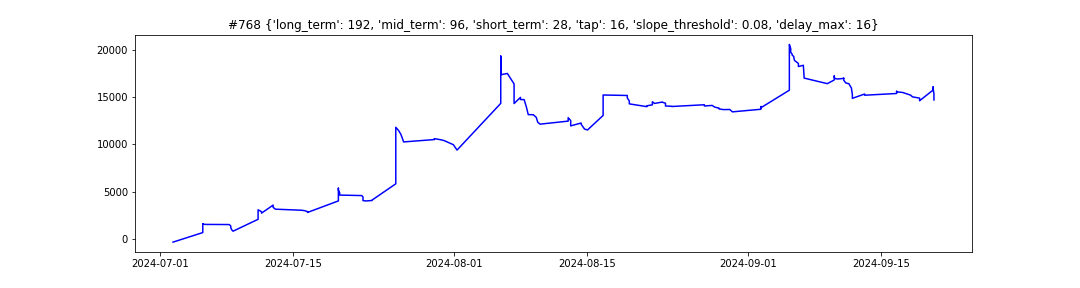 #768 {'long_term': 192, 'mid_term': 96, 'short_term': 28, 'tap': 16, 'slope_threshold': 0.08, 'delay_max': 16}
20000
15000
10000
5000
0
2024-07-01 2024-07-15 2024-08-01 2024-08-15 2024-09-01 2024-09-15